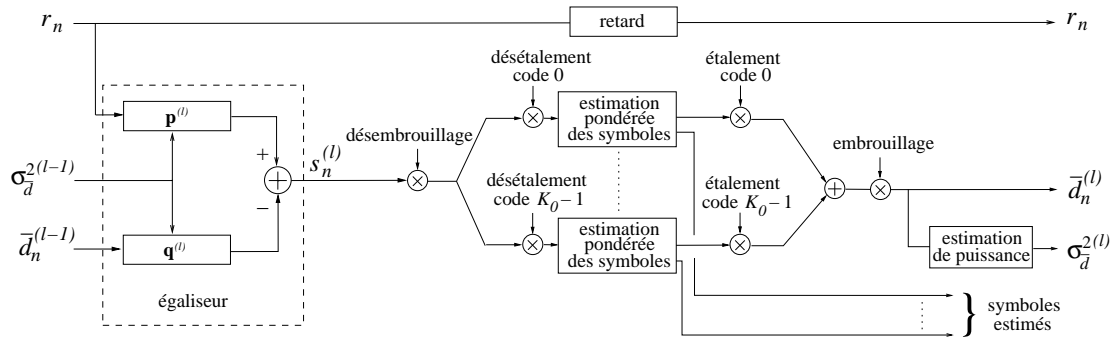 r_n
retard
r_n
désétalement
code 0
étalement
code 0
p^(l)
estimation
pondérée
des symboles
désembrouillage
+
s_n^(l)
embrouillage
σ_d̄^2(l−1)
−
désétalement
code K_0−1
étalement
code K_0−1
d̄_n^(l)
d̄_n^(l−1)
q^(l)
estimation
pondérée
des symboles
estimation
de puissance
σ_d̄^2(l)
égaliseur
symboles
estimés